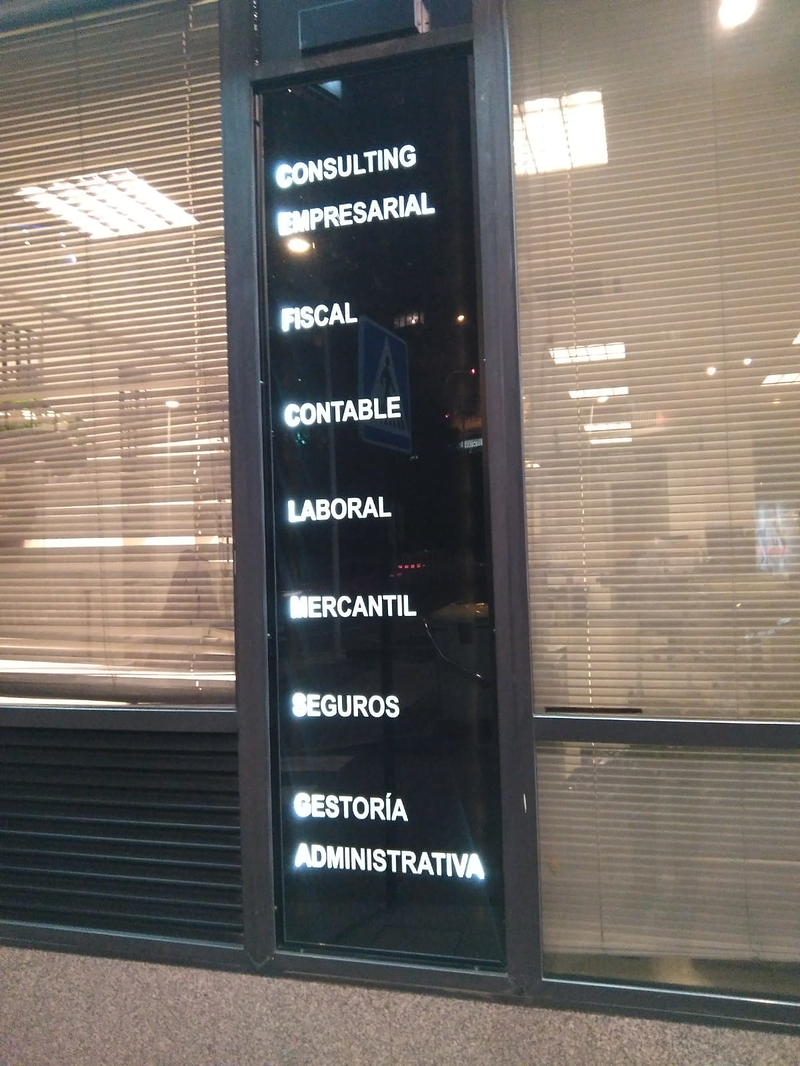 CONSULTING
EMPRESARIAL
FISCAL
CONTABLE
LABORAL
MERCANTIL
SEGUROS
GESTORÍA
ADMINISTRATIVA